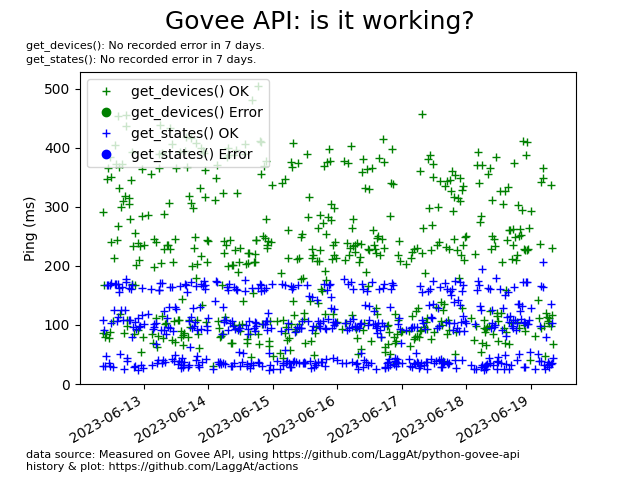 Govee API: is it working?
get_devices(): No recorded error in 7 days.
get_states(): No recorded error in 7 days.
get_devices() OK
get_devices() Error
get_states() OK
get_states() Error
Ping (ms)
500
400
300
200
100
0
2023-06-13
2023-06-14
2023-06-15
2023-06-16
2023-06-17
2023-06-18
2023-06-19
data source: Measured on Govee API, using https://github.com/LaggAt/python-govee-api
history & plot: https://github.com/LaggAt/actions